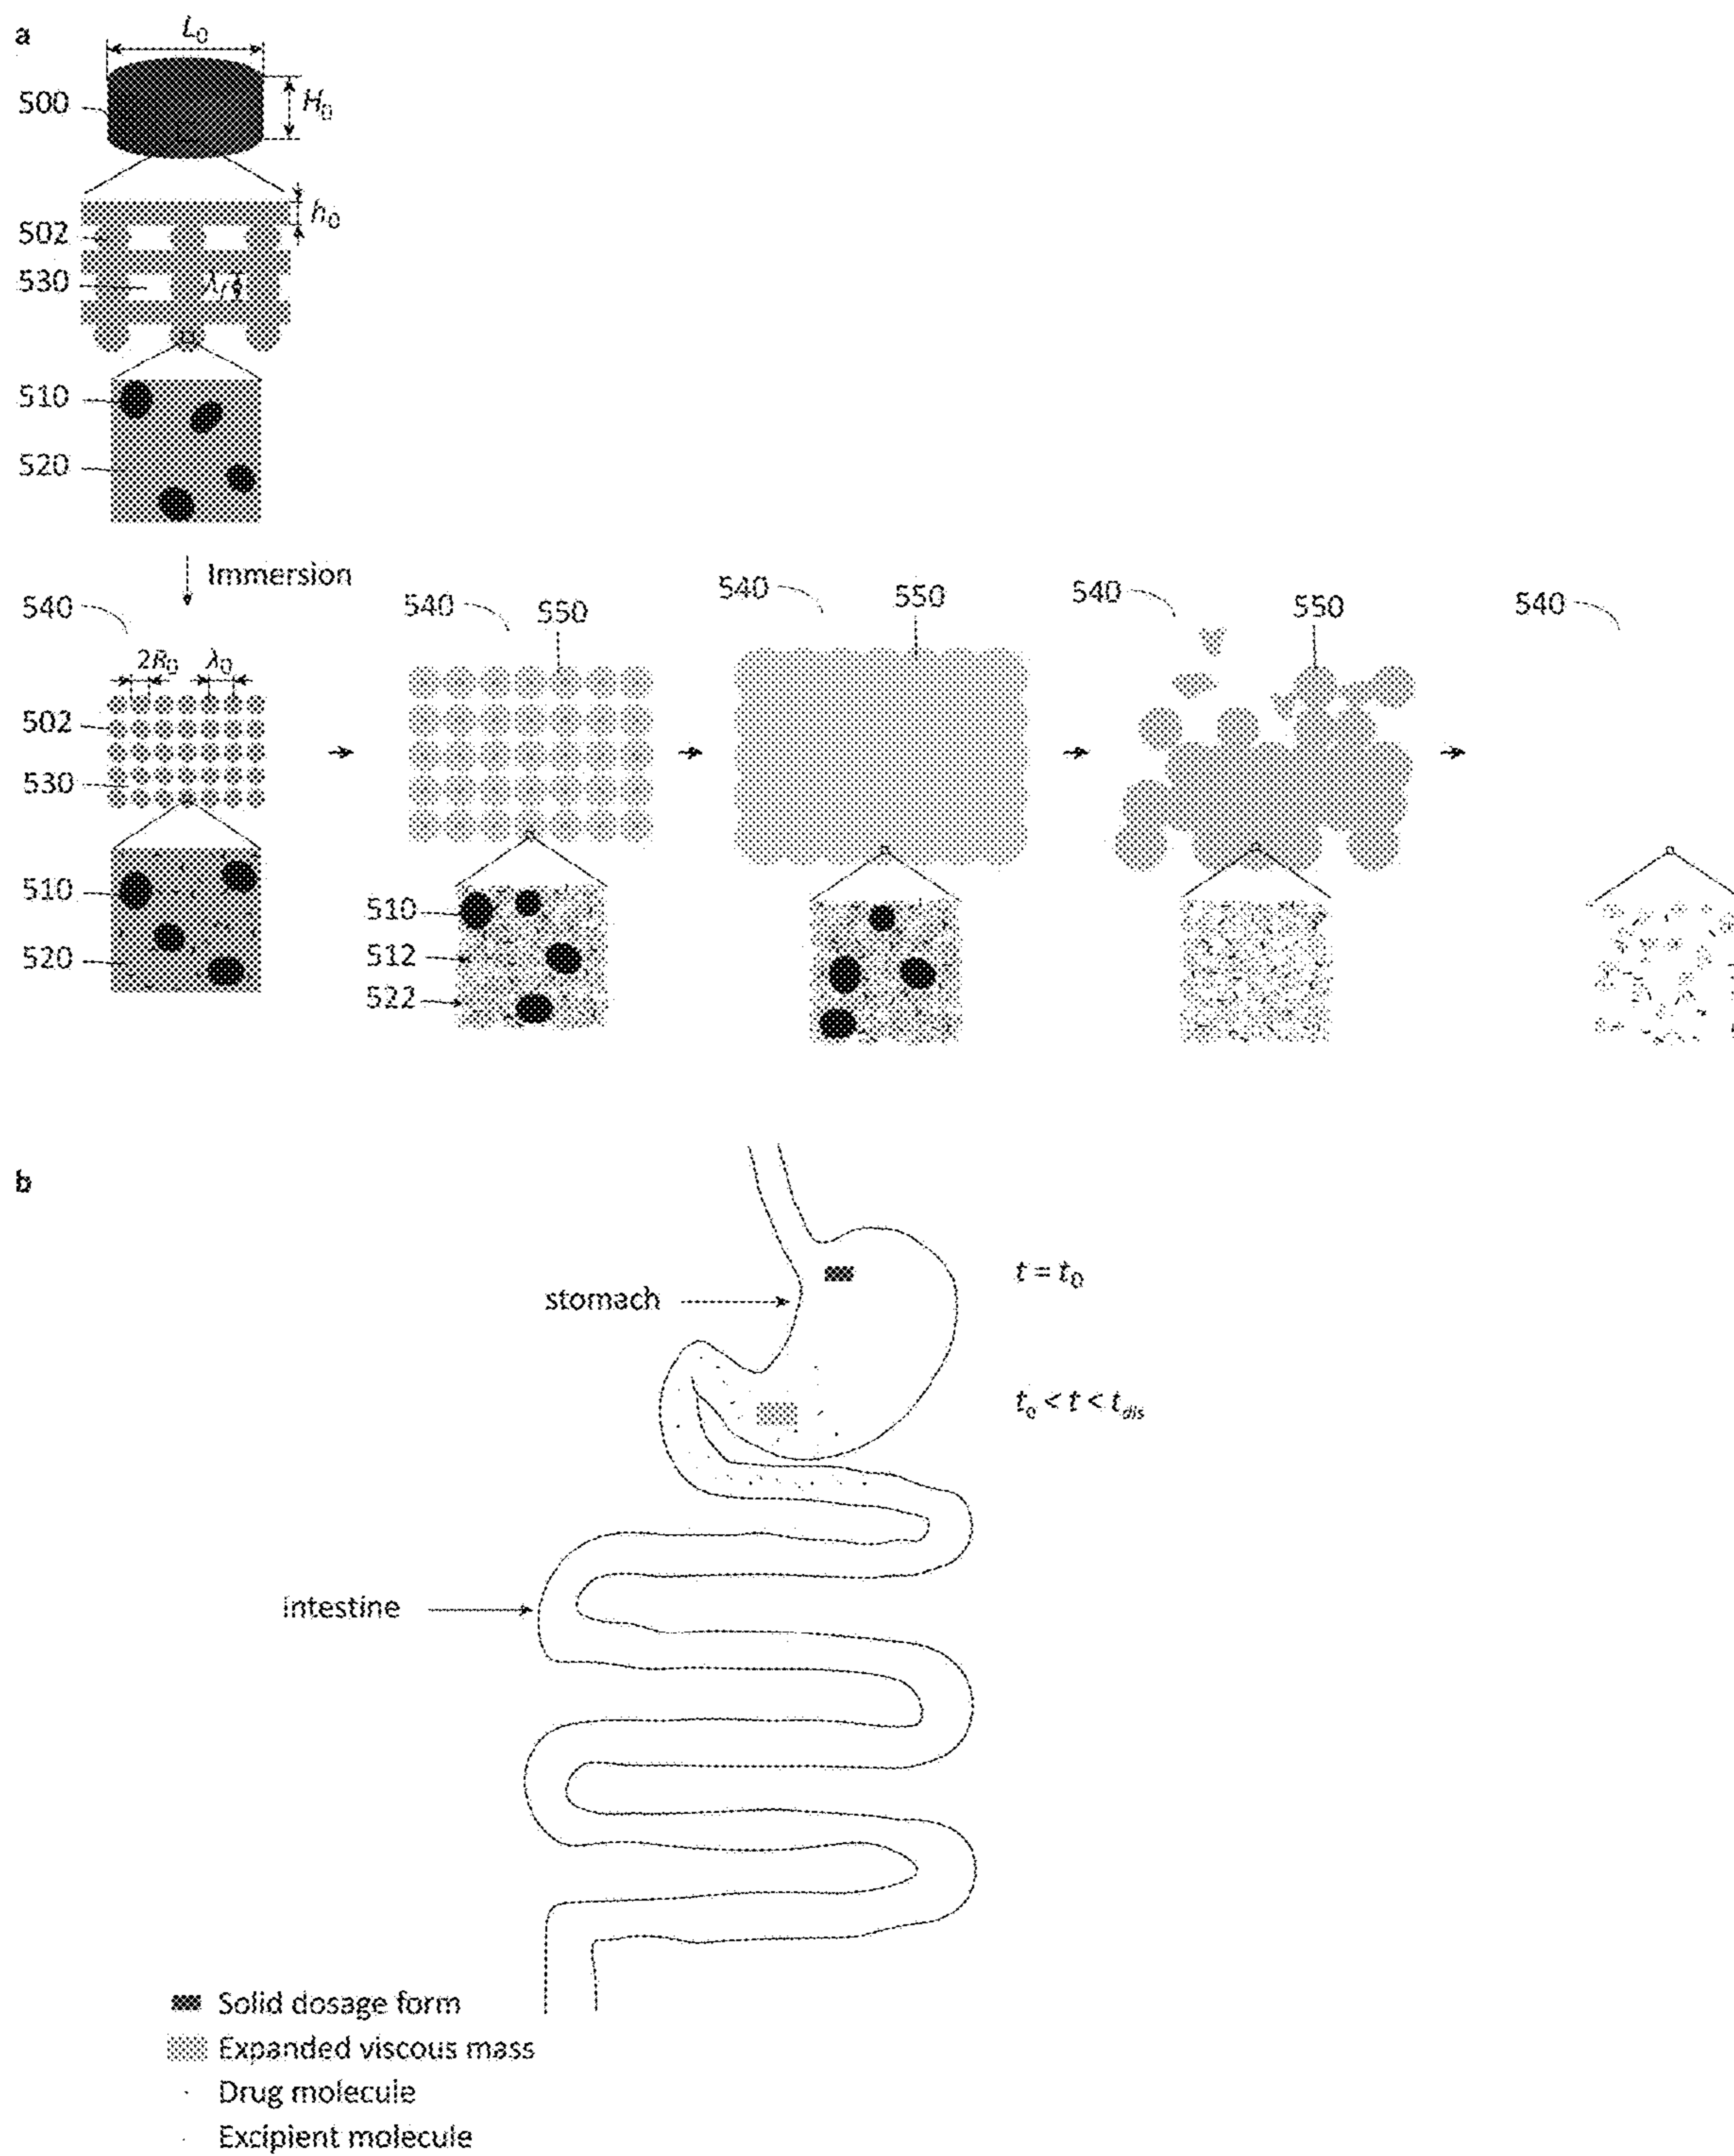 a
L0
500
H0
h0
502
530
λf
510
520
Immersion
540
540
550
540
550
540
550
540
2R0
λ0
502
530
510
520
510
512
522
b
t = t0
stomach
t0 < t < tdis
intestine
Solid dosage form
Expanded viscous mass
Drug molecule
Excipient molecule